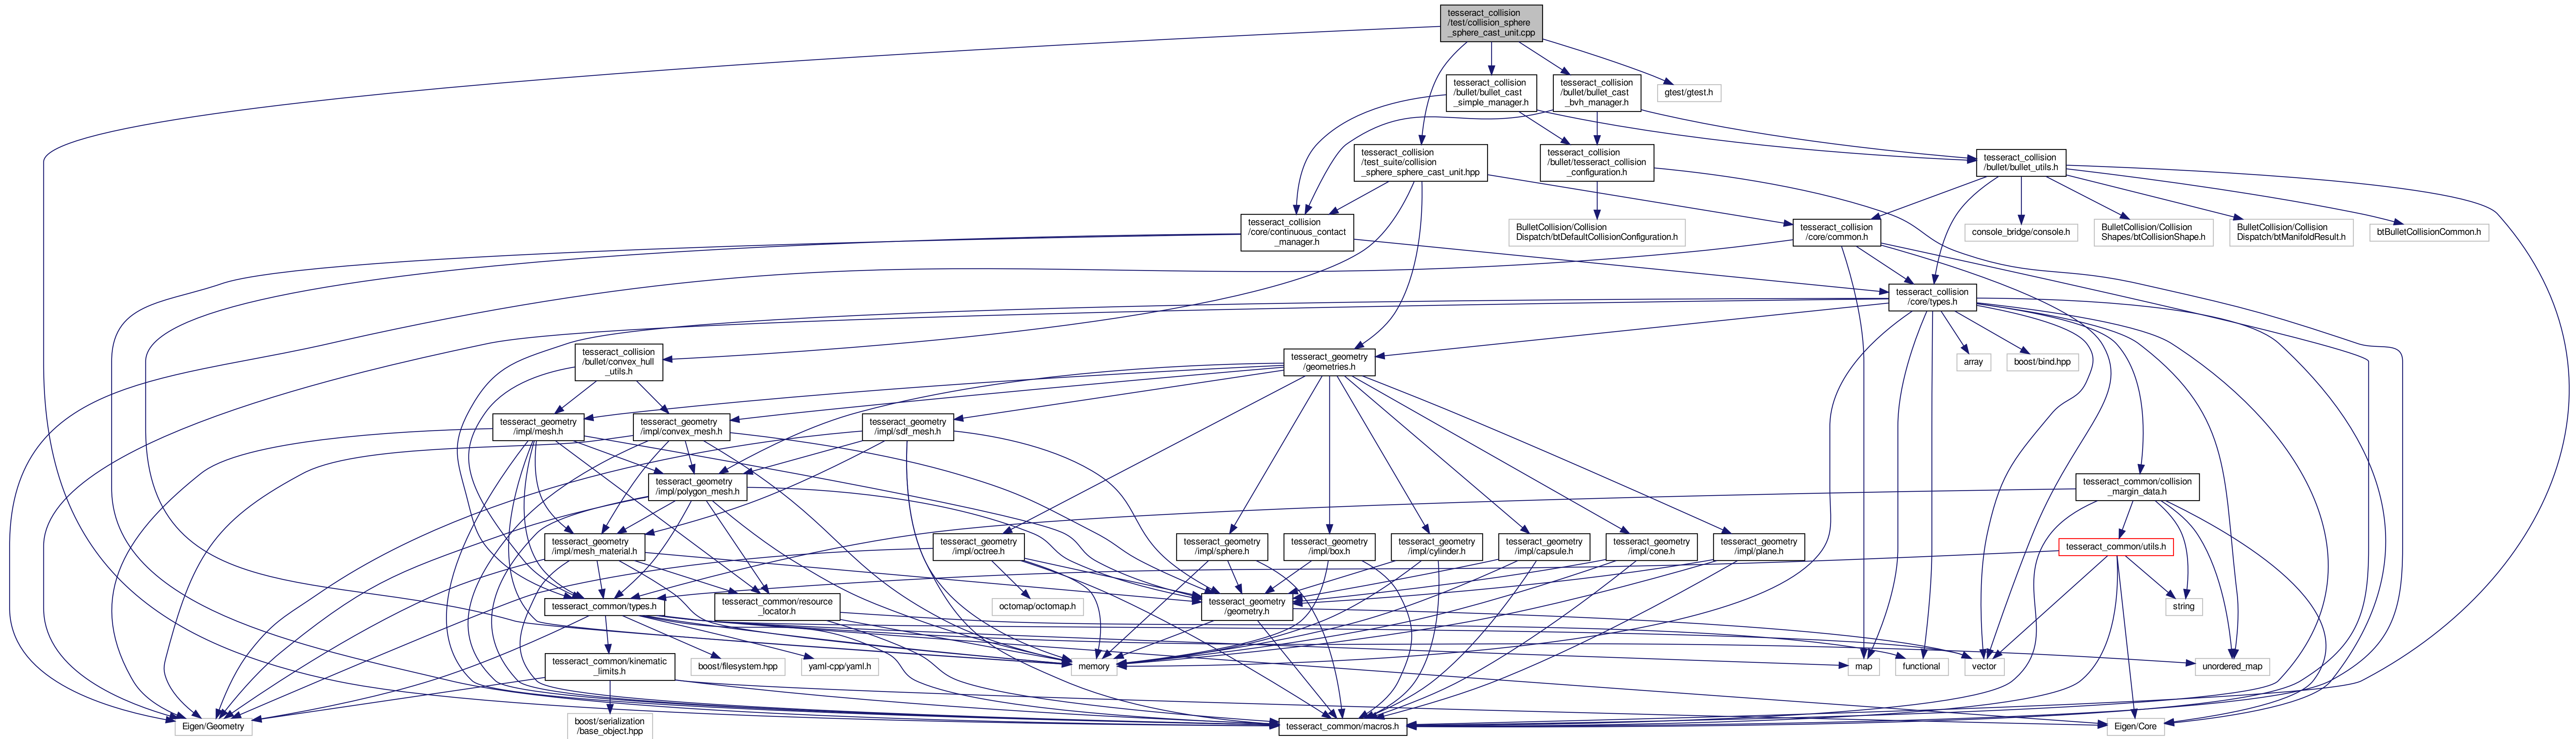 tesseract_collision
/test/collision_sphere
_sphere_cast_unit.cpp
tesseract_collision
/bullet/bullet_cast
_simple_manager.h
tesseract_collision
/bullet/bullet_cast
_bvh_manager.h
gtest/gtest.h
tesseract_collision
/test_suite/collision
_sphere_sphere_cast_unit.hpp
tesseract_collision
/bullet/tesseract_collision
_configuration.h
tesseract_collision
/bullet/bullet_utils.h
tesseract_collision
/core/continuous_contact
_manager.h
BulletCollision/Collision
Dispatch/btDefaultCollisionConfiguration.h
tesseract_collision
/core/common.h
console_bridge/console.h
BulletCollision/Collision
Shapes/btCollisionShape.h
BulletCollision/Collision
Dispatch/btManifoldResult.h
btBulletCollisionCommon.h
tesseract_collision
/core/types.h
tesseract_collision
/bullet/convex_hull
_utils.h
tesseract_geometry
/geometries.h
array
boost/bind.hpp
tesseract_geometry
/impl/mesh.h
tesseract_geometry
/impl/convex_mesh.h
tesseract_geometry
/impl/sdf_mesh.h
tesseract_geometry
/impl/polygon_mesh.h
tesseract_common/collision
_margin_data.h
tesseract_geometry
/impl/mesh_material.h
tesseract_geometry
/impl/octree.h
tesseract_geometry
/impl/sphere.h
tesseract_geometry
/impl/box.h
tesseract_geometry
/impl/cylinder.h
tesseract_geometry
/impl/capsule.h
tesseract_geometry
/impl/cone.h
tesseract_geometry
/impl/plane.h
tesseract_common/utils.h
tesseract_common/types.h
tesseract_common/resource
_locator.h
octomap/octomap.h
tesseract_geometry
/geometry.h
string
tesseract_common/kinematic
_limits.h
boost/filesystem.hpp
yaml-cpp/yaml.h
memory
map
functional
vector
unordered_map
Eigen/Geometry
boost/serialization
/base_object.hpp
tesseract_common/macros.h
Eigen/Core